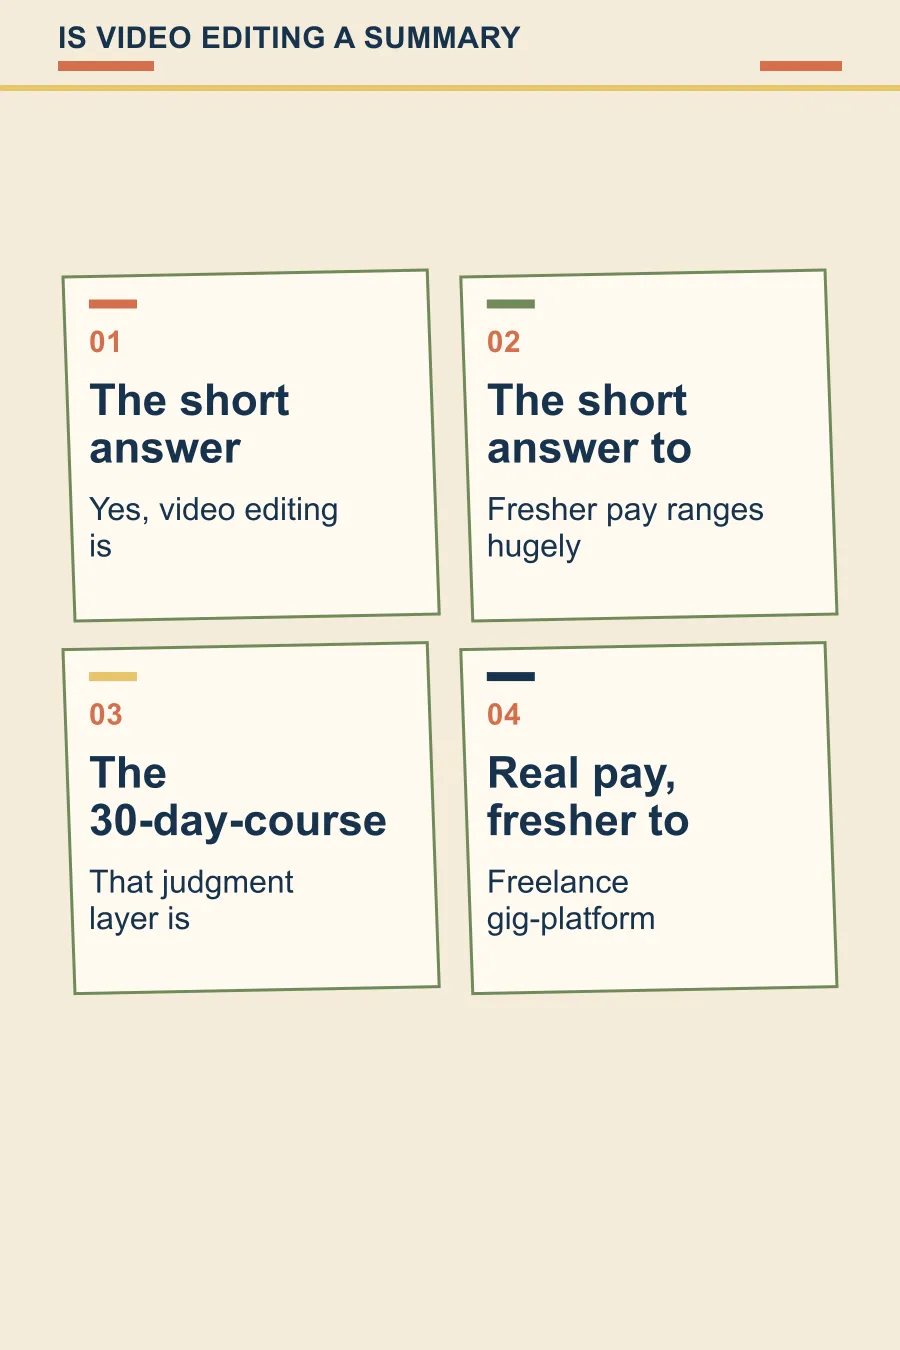 IS VIDEO EDITING A SUMMARY
01
The short
answer
Yes, video editing
is
02
The short
answer to
Fresher pay ranges
hugely
03
The
30-day-course
That judgment
layer is
04
Real pay,
fresher to
Freelance
gig-platform